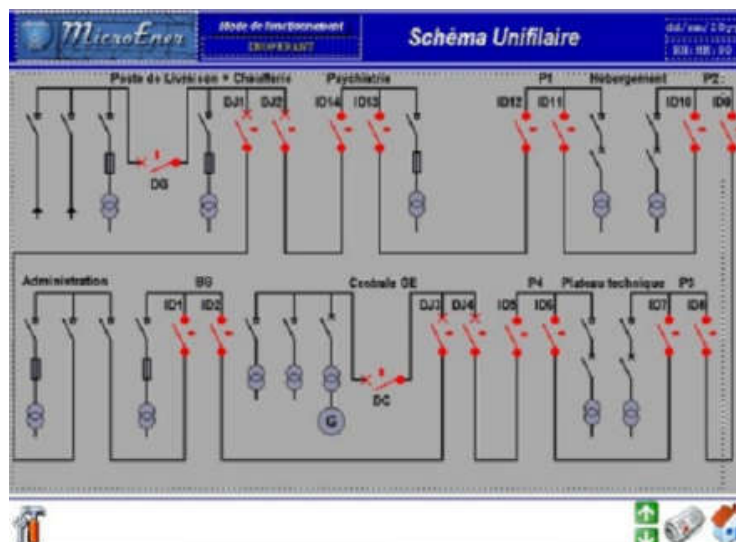 MicroEner
Mode de fonctionnement
INOPERANT
Schéma Unifilaire
Poste de Livraison + Chaufferie
Psychiatrie
P1
Hébergement
P2
DJ1
DJ2
ID14
ID13
ID12
ID11
ID10
ID9
DG
Administration
BG
Centrale GE
P4
Plateau technique
P3
ID1
ID2
DJ3
DJ4
ID5
ID6
ID7
ID8
DC
G